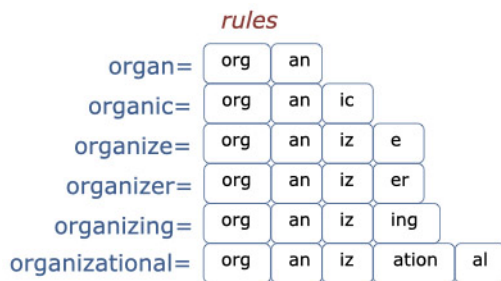 rules
organ= org an
organic= org an ic
organize= org an iz e
organizer= org an iz er
organizing= org an iz ing
organizational= org an iz ation al